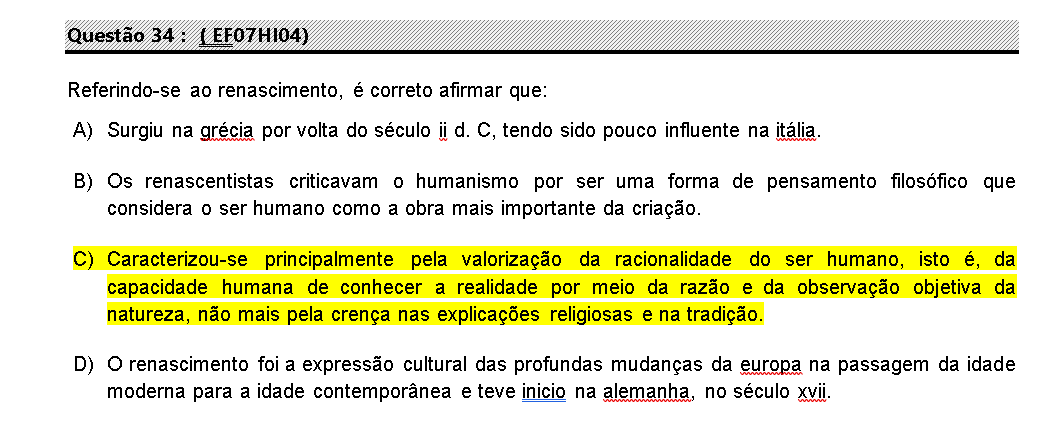 Questão 34 : ( EF07HI04)
Referindo-se ao renascimento, é correto afirmar que:
A) Surgiu na grécia por volta do século ii d. C, tendo sido pouco influente na itália.
B) Os renascentistas criticavam o humanismo por ser uma forma de pensamento filosófico que
considera o ser humano como a obra mais importante da criação.
C) Caracterizou-se principalmente pela valorização da racionalidade do ser humano, isto é, da
capacidade humana de conhecer a realidade por meio da razão e da observação objetiva da
natureza, não mais pela crença nas explicações religiosas e na tradição.
D) O renascimento foi a expressão cultural das profundas mudanças da europa na passagem da idade
moderna para a idade contemporânea e teve inicio na alemanha, no século xvii.